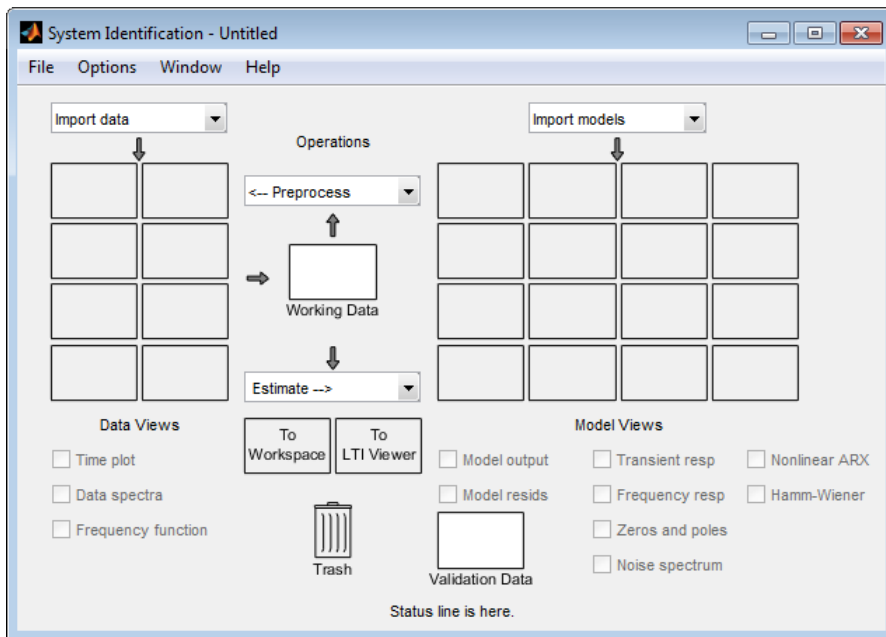 System Identification - Untitled
File Options Window Help
Import data
Import models
Operations
<-- Preprocess
Working Data
Estimate -->
Data Views
Time plot
Data spectra
Frequency function
To
Workspace
To
LTI Viewer
Trash
Model Views
Model output
Transient resp
Nonlinear ARX
Model resids
Frequency resp
Hamm-Wiener
Zeros and poles
Noise spectrum
Validation Data
Status line is here.